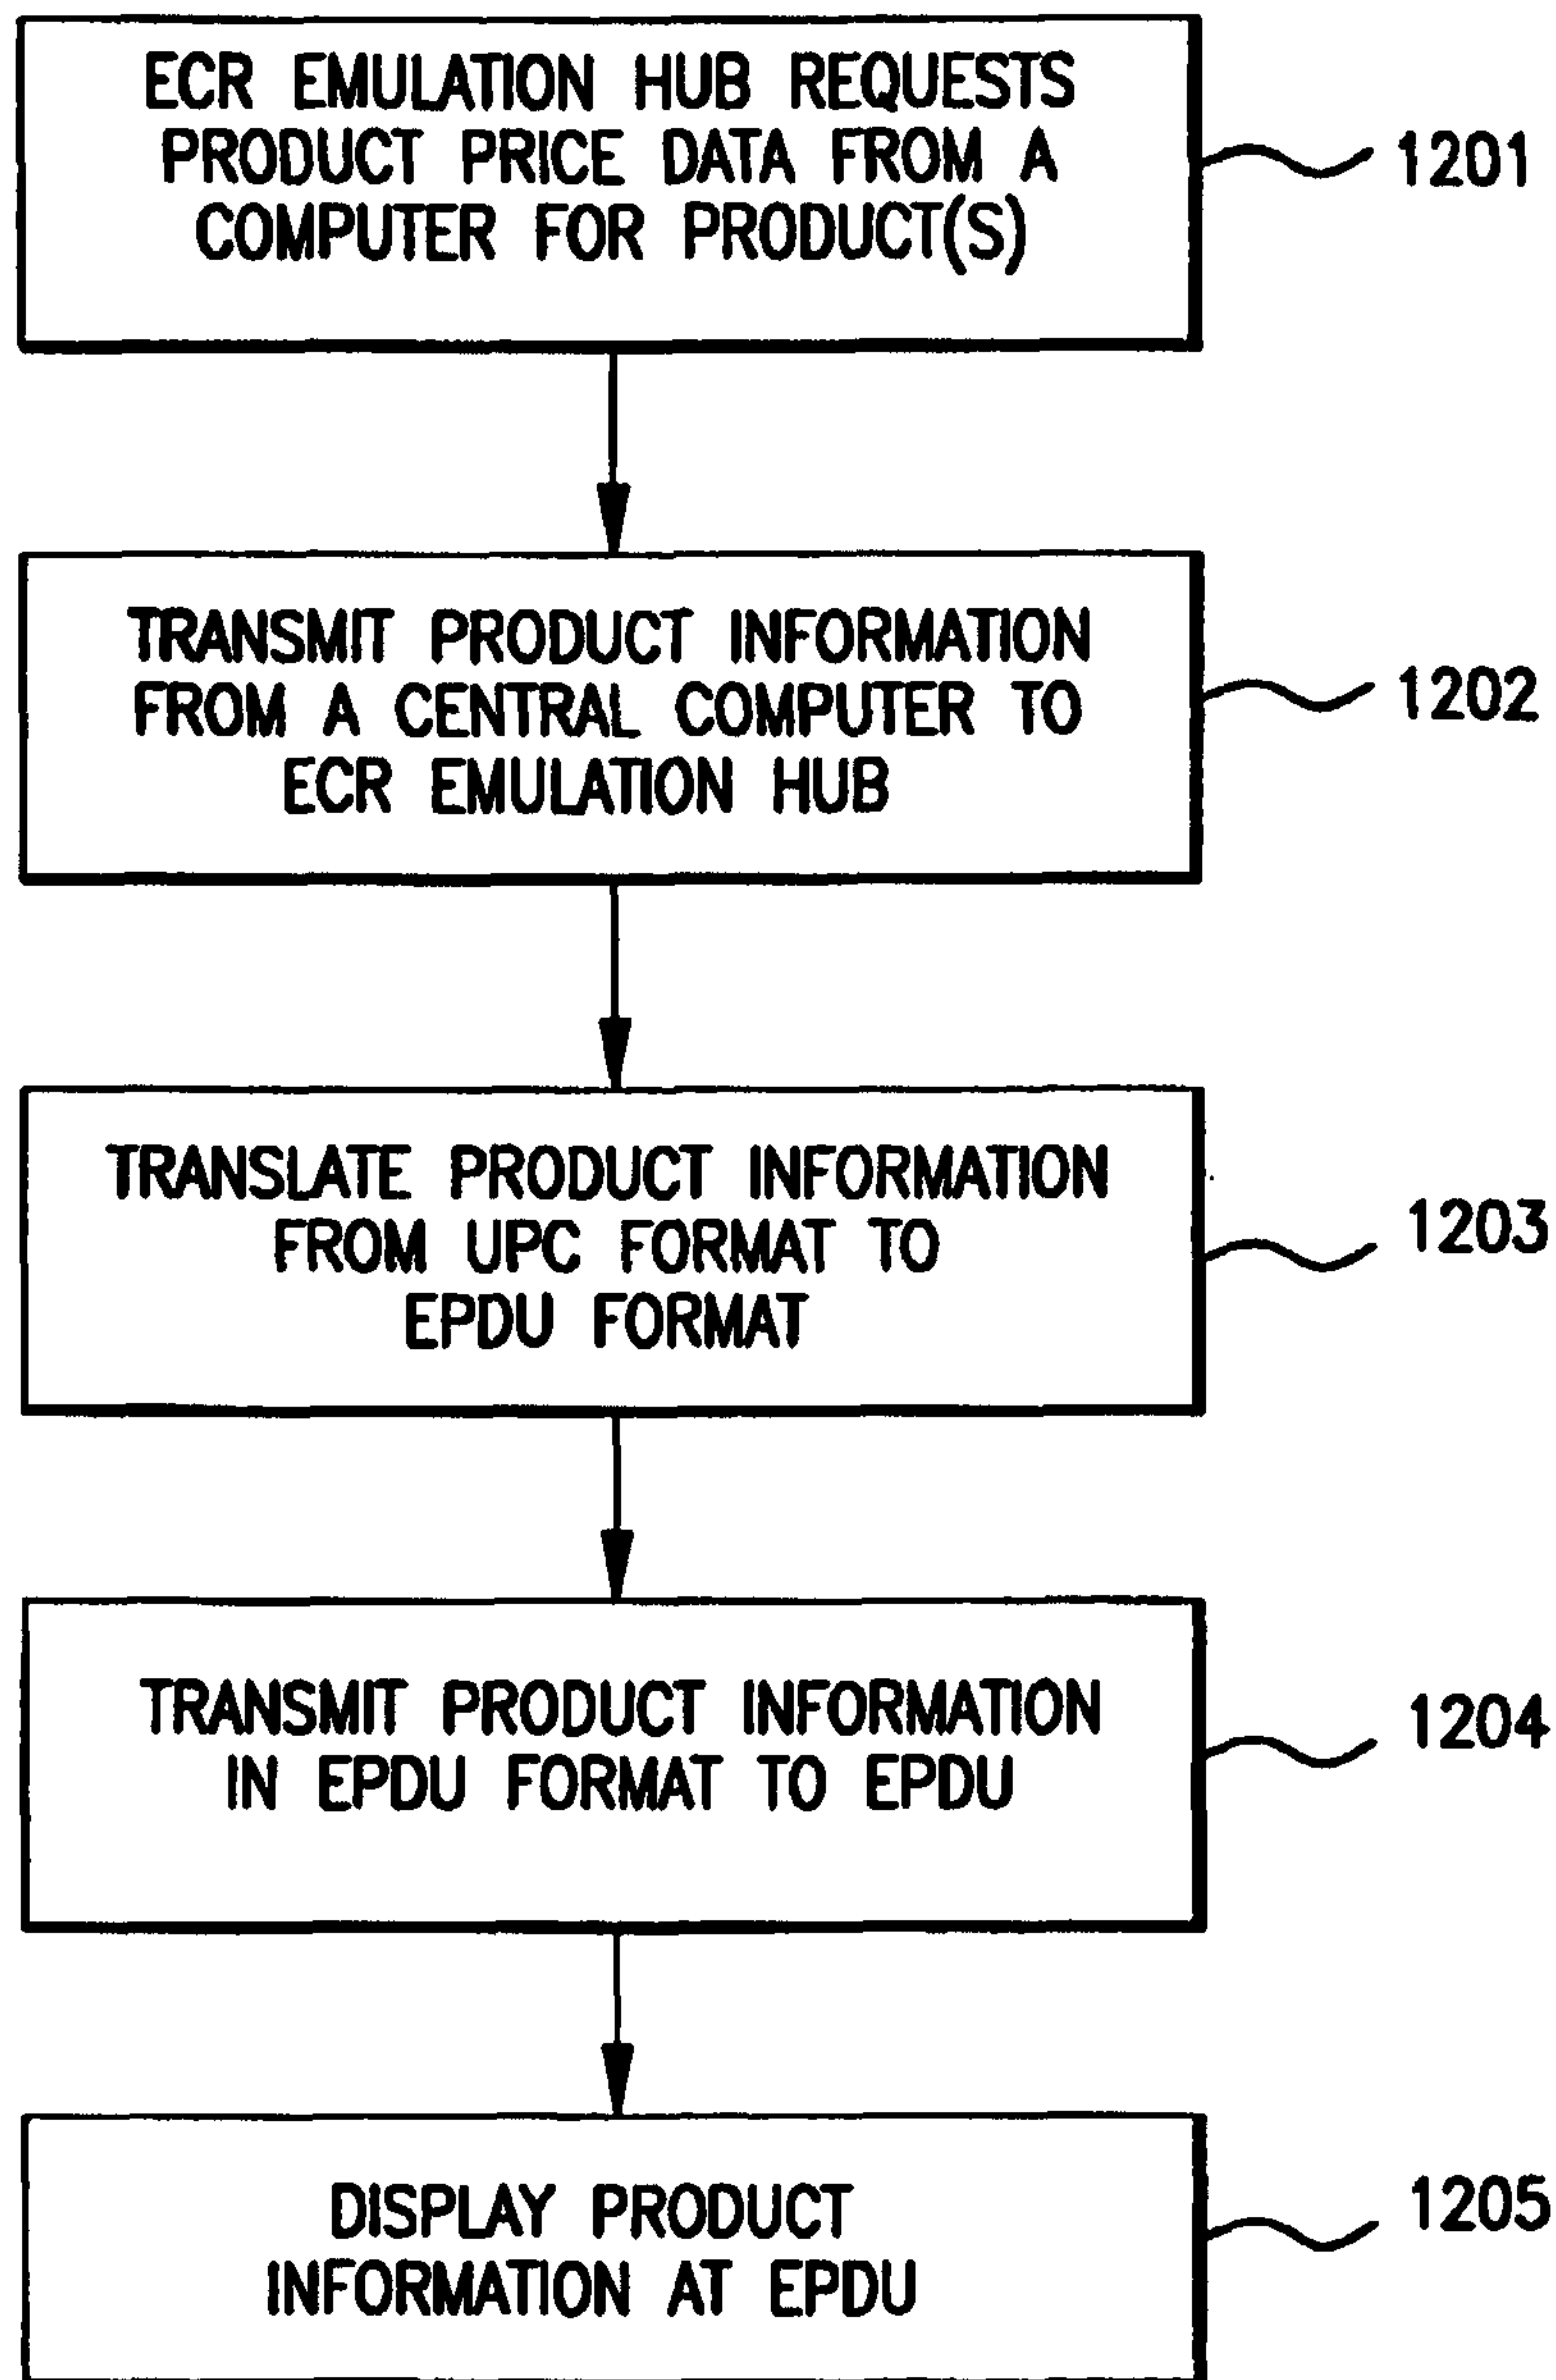 ECR EMULATION HUB REQUESTS
PRODUCT PRICE DATA FROM A
COMPUTER FOR PRODUCT(S)
1201
TRANSMIT PRODUCT INFORMATION
FROM A CENTRAL COMPUTER TO
ECR EMULATION HUB
1202
TRANSLATE PRODUCT INFORMATION
FROM UPC FORMAT TO
EPDU FORMAT
1203
TRANSMIT PRODUCT INFORMATION
IN EPDU FORMAT TO EPDU
1204
DISPLAY PRODUCT
INFORMATION AT EPDU
1205